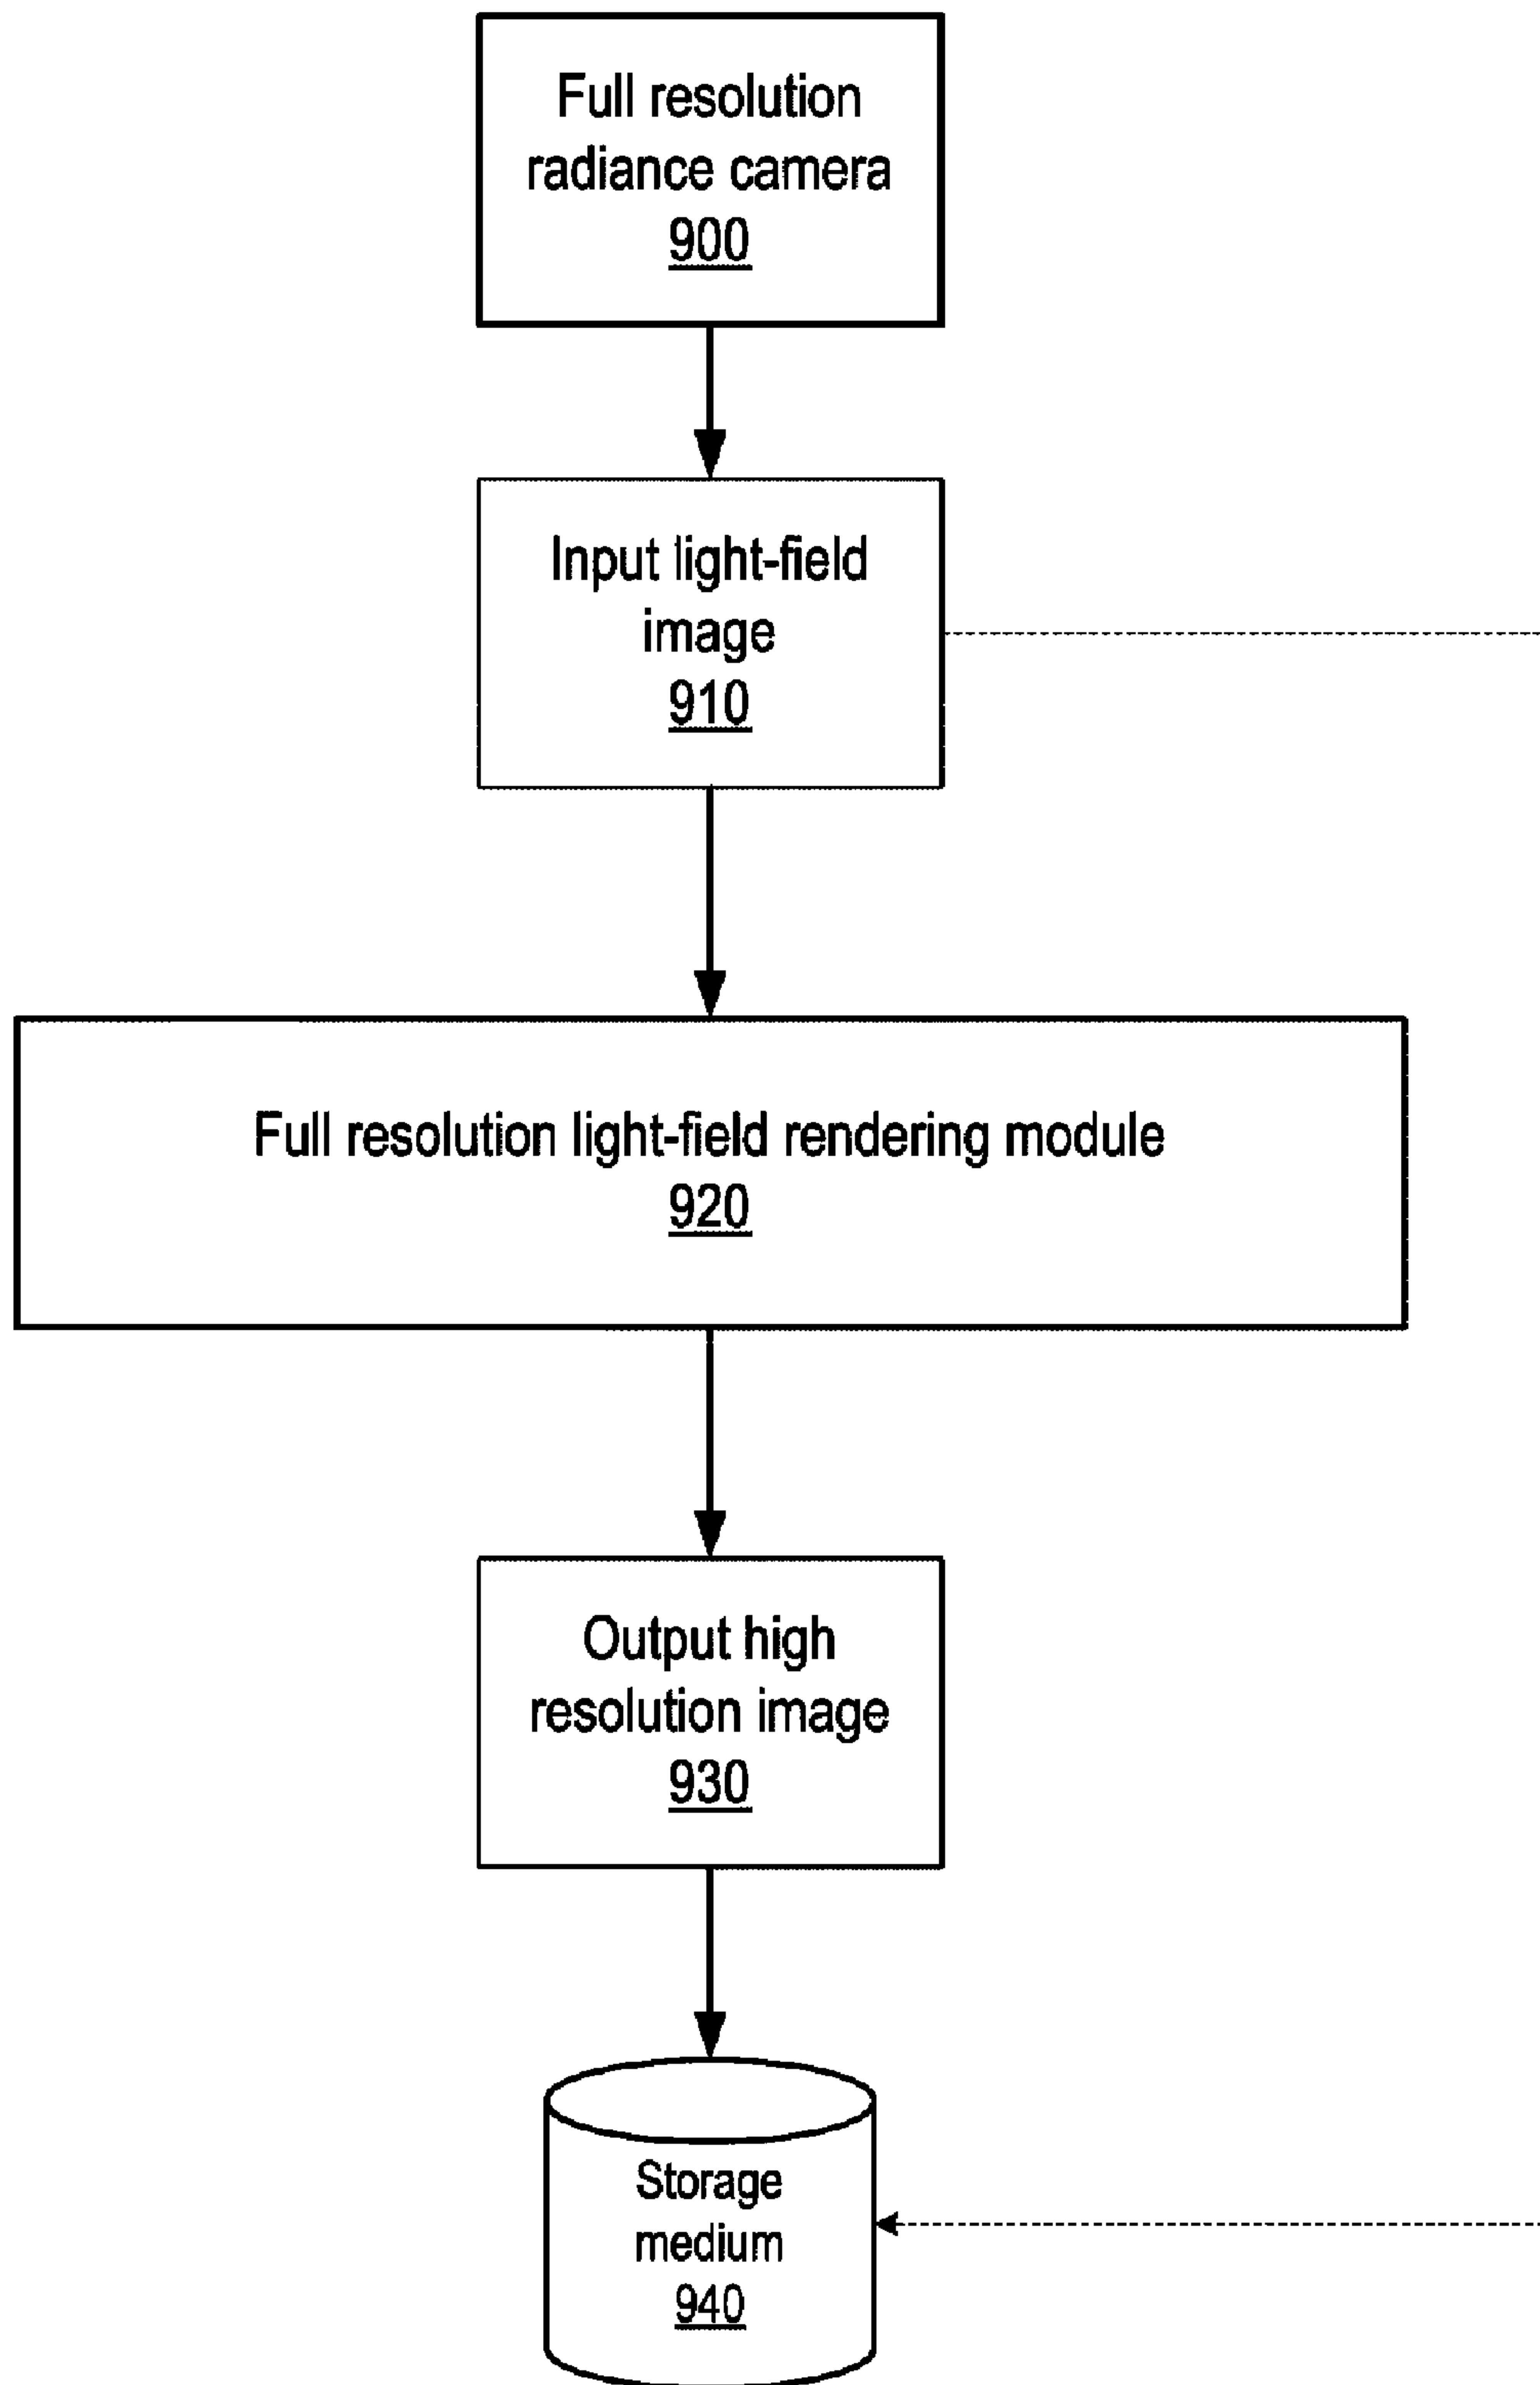 Full resolution
radiance camera
900
Input light-field
image
910
Full resolution light-field rendering module
920
Output high
resolution image
930
Storage
medium
940